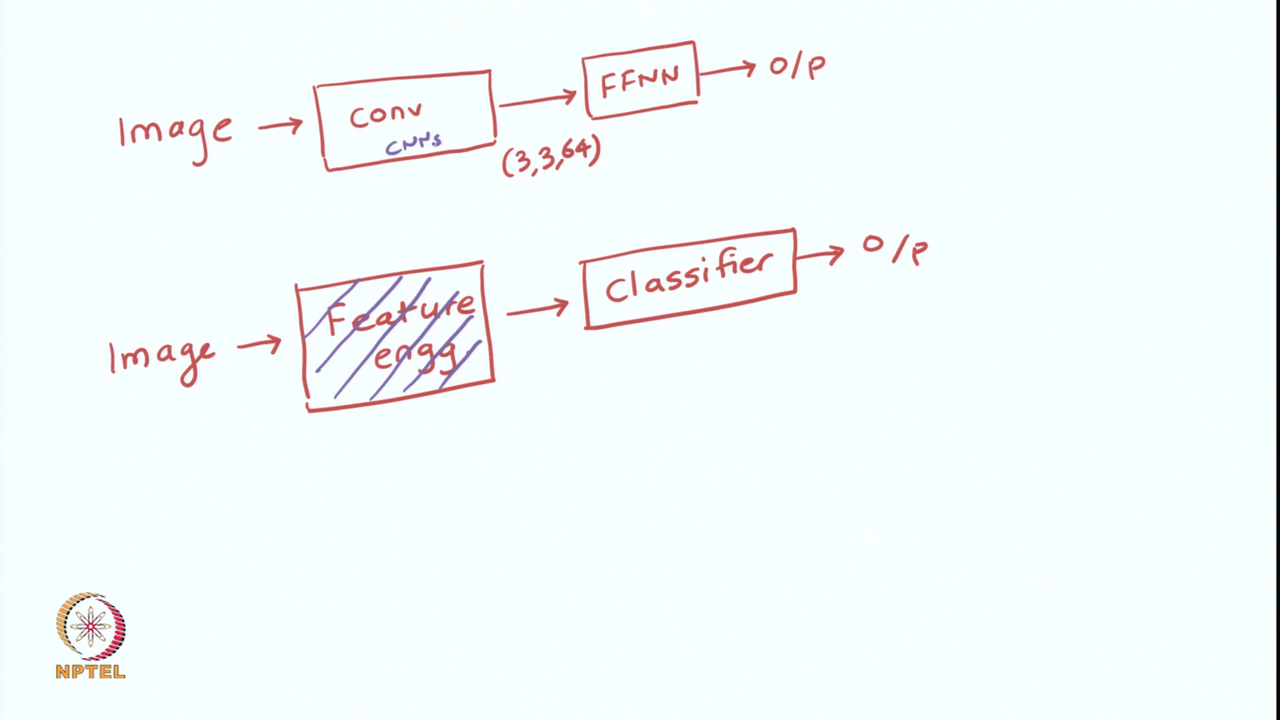 Image → Conv → FFNN → O/P
CNNs
(3,3,64)
Image → Feature engg → Classifier → O/P
NPTEL